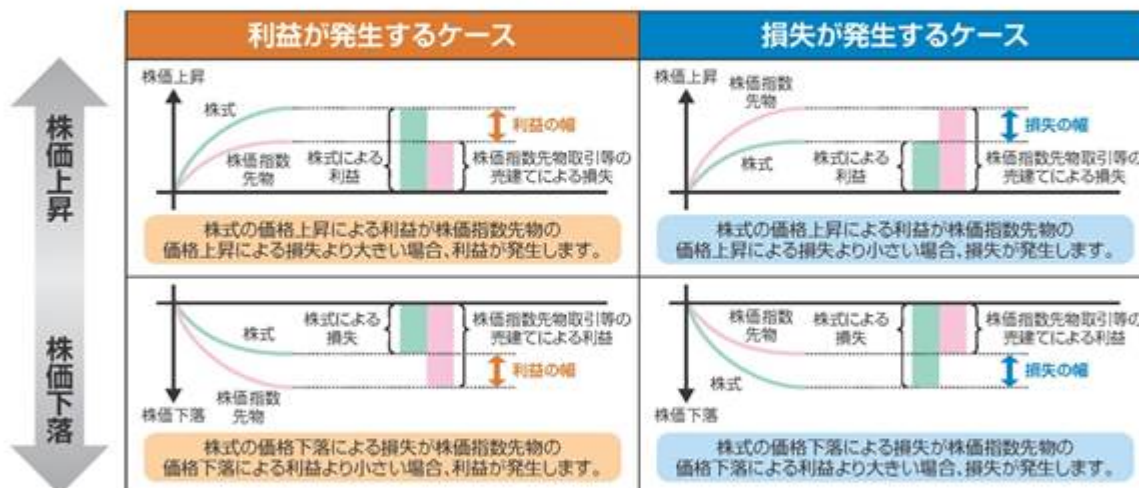 利益が発生するケース
損失が発生するケース
株価上昇
株価下落
株価上昇
株式
株価指数
先物
株式による
利益
利益の幅
株価指数先物取引等の
売建てによる損失
株式の価格上昇による利益が株価指数先物の
価格上昇による損失より大きい場合、利益が発生します。
株価上昇
株価指数
先物
株式
株式による
利益
損失の幅
株価指数先物取引等の
売建てによる損失
株式の価格上昇による利益が株価指数先物の
価格上昇による損失より小さい場合、損失が発生します。
株式
株式による
損失
株価指数先物取引等の
売建てによる利益
利益の幅
株価下落
株価指数
先物
株式の価格下落による損失が株価指数先物の
価格下落による利益より小さい場合、利益が発生します。
株価指数
先物
株式による
損失
株価指数先物取引等の
売建てによる利益
株式
損失の幅
株価下落
株式の価格下落による損失が株価指数先物の
価格下落による利益より大きい場合、損失が発生します。